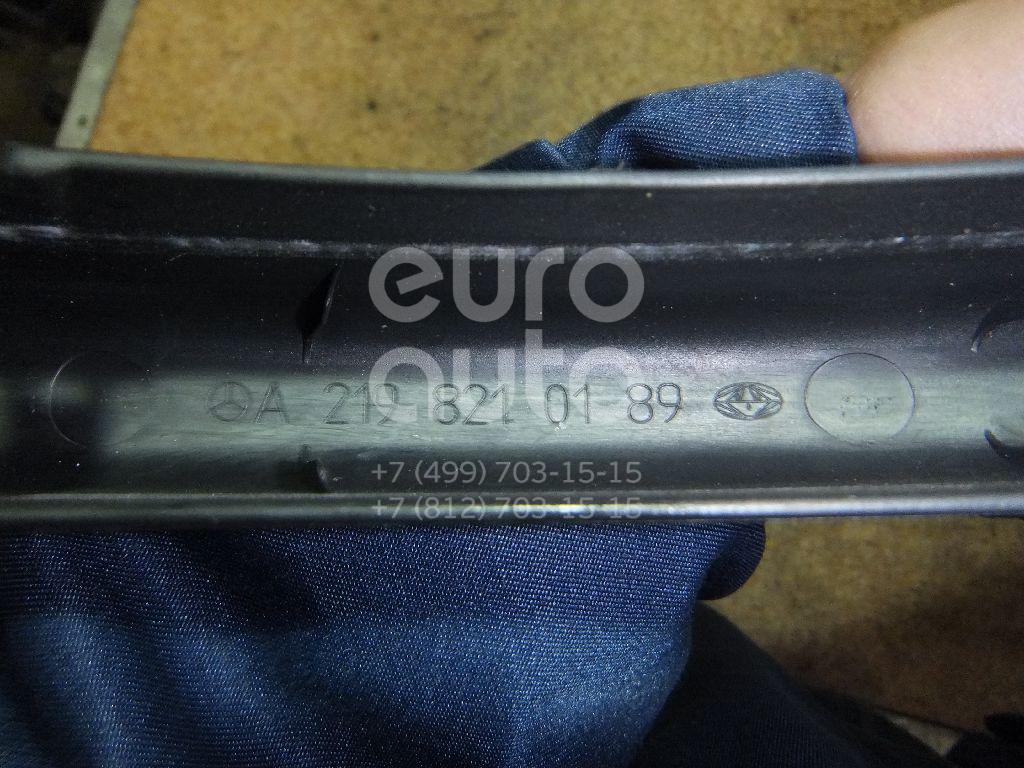 euro
auto
A 219 821 01 89
+7 (499) 703-15-15
+7 (812) 703-15-15